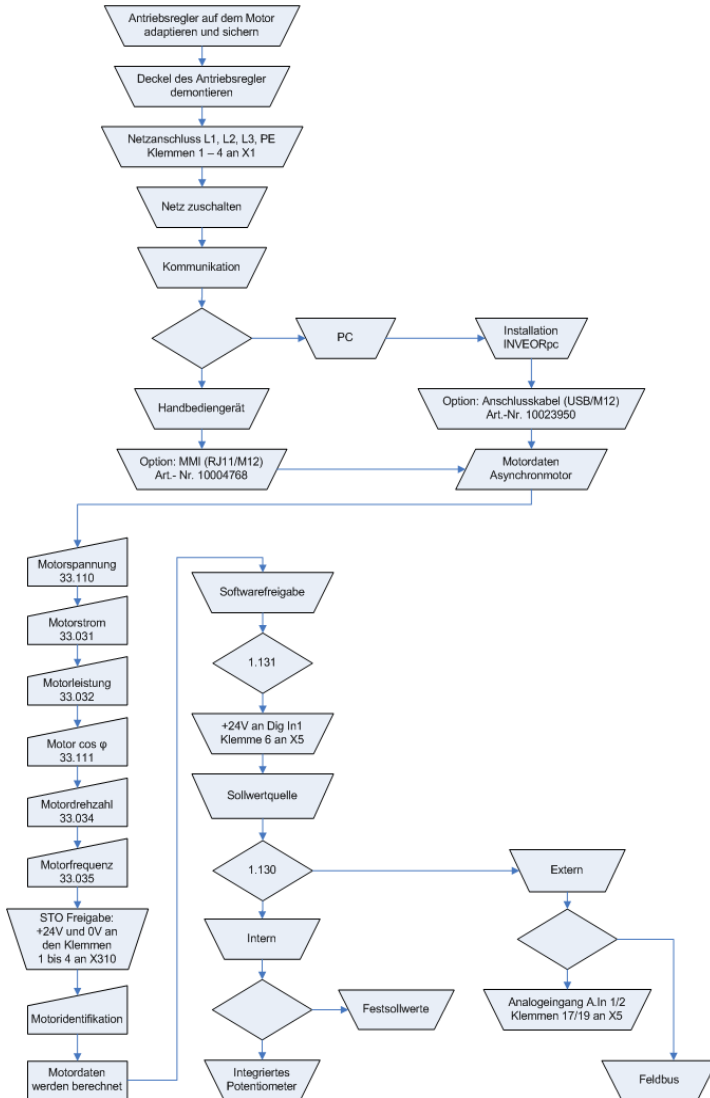 Antriebsregler auf dem Motor
adaptieren und sichern
Deckel des Antriebsregler
demontieren
Netzanschluss L1, L2, L3, PE
Klemmen 1 – 4 an X1
Netz zuschalten
Kommunikation
PC
Installation
INVEORpc
Handbediengerät
Option: Anschlusskabel (USB/M12)
Art.-Nr. 10023950
Option: MMI (RJ11/M12)
Art.- Nr. 10004768
Motordaten
Asynchronmotor
Motorspannung
33.110
Motorstrom
33.031
Motorleistung
33.032
Motor cos φ
33.111
Motordrehzahl
33.034
Motorfrequenz
33.035
STO Freigabe:
+24V und 0V an
den Klemmen
1 bis 4 an X310
Motoridentifikation
Motordaten
werden berechnet
Softwarefreigabe
1.131
+24V an Dig In1
Klemme 6 an X5
Sollwertquelle
1.130
Extern
Intern
Festsollwerte
Analogeingang A.In 1/2
Klemmen 17/19 an X5
Integriertes
Potentiometer
Feldbus